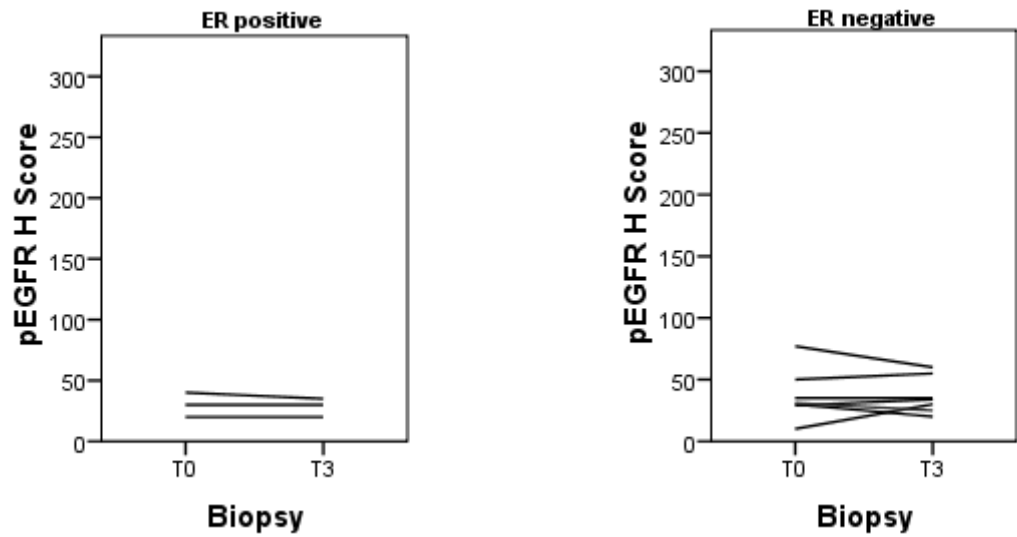 ER positive
pEGFR H Score
300
250
200
150
100
50
0
T0 T3
Biopsy
ER negative
pEGFR H Score
300
250
200
150
100
50
0
T0 T3
Biopsy